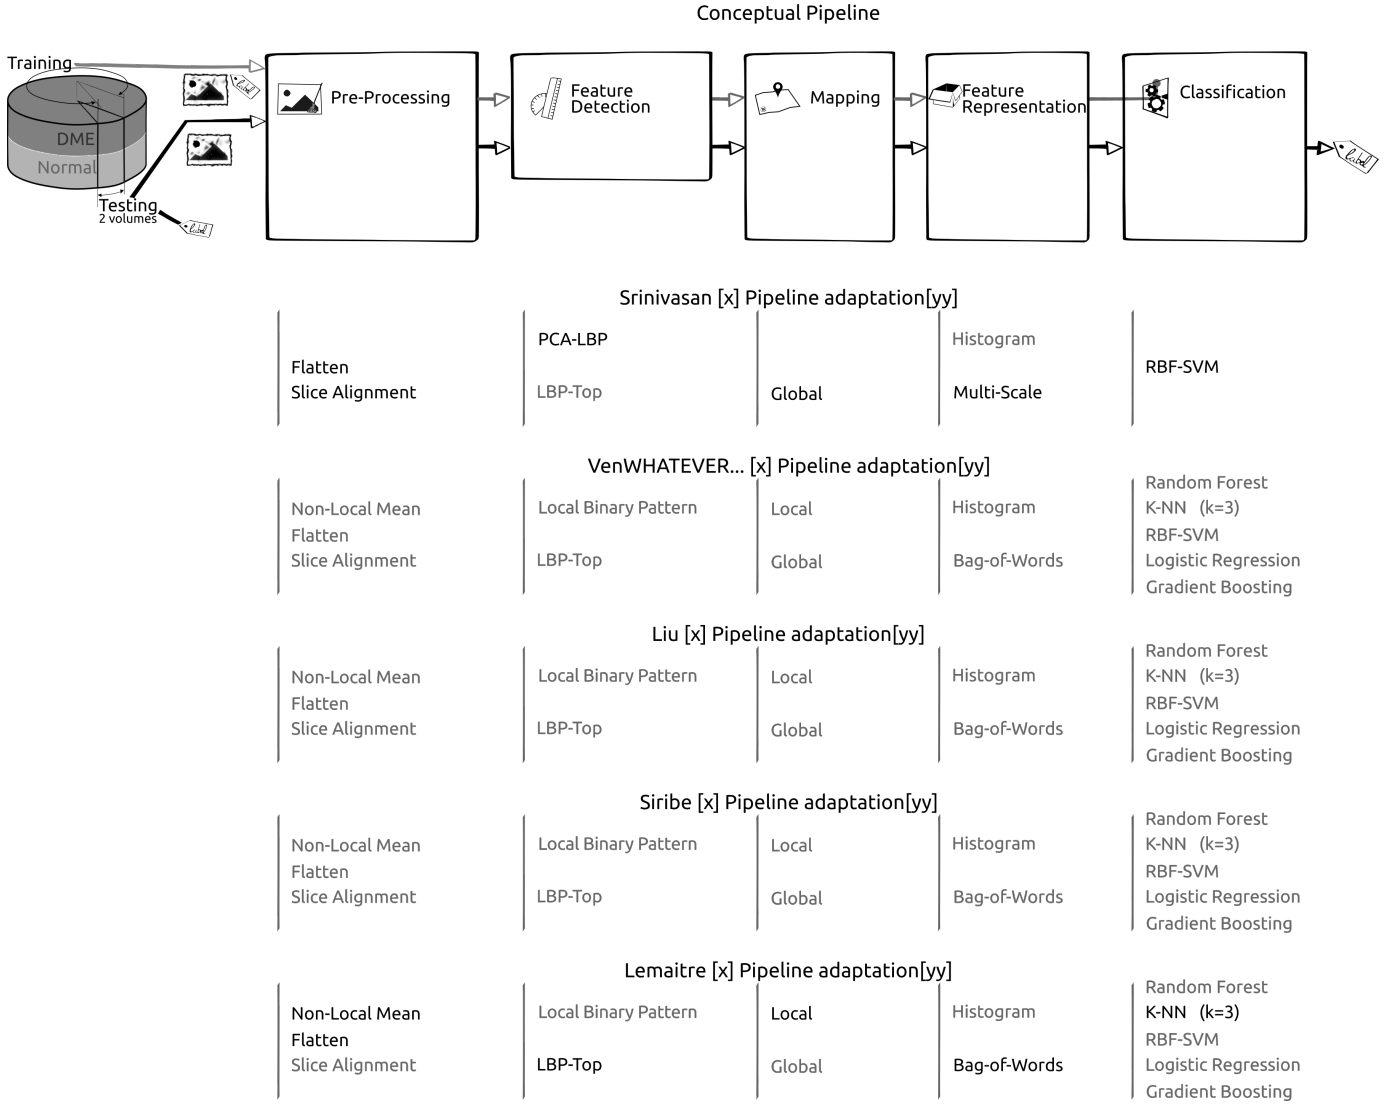 Conceptual Pipeline
Training
label
Pre-Processing
Feature
Detection
Mapping
Feature
Representation
Classification
DME
Normal
label
Testing
2 volumes
label
Srinivasan [x] Pipeline adaptation[yy]
PCA-LBP
Histogram
Flatten
RBF-SVM
Slice Alignment
LBP-Top
Global
Multi-Scale
VenWHATEVER... [x] Pipeline adaptation[yy]
Random Forest
Non-Local Mean
Local Binary Pattern
Local
Histogram
K-NN (k=3)
Flatten
RBF-SVM
Slice Alignment
LBP-Top
Global
Bag-of-Words
Logistic Regression
Gradient Boosting
Liu [x] Pipeline adaptation[yy]
Random Forest
Non-Local Mean
Local Binary Pattern
Local
Histogram
K-NN (k=3)
Flatten
RBF-SVM
Slice Alignment
LBP-Top
Global
Bag-of-Words
Logistic Regression
Gradient Boosting
Siribe [x] Pipeline adaptation[yy]
Random Forest
Non-Local Mean
Local Binary Pattern
Local
Histogram
K-NN (k=3)
Flatten
RBF-SVM
Slice Alignment
LBP-Top
Global
Bag-of-Words
Logistic Regression
Gradient Boosting
Lemaitre [x] Pipeline adaptation[yy]
Random Forest
Non-Local Mean
Local Binary Pattern
Local
Histogram
K-NN (k=3)
Flatten
RBF-SVM
Slice Alignment
LBP-Top
Global
Bag-of-Words
Logistic Regression
Gradient Boosting